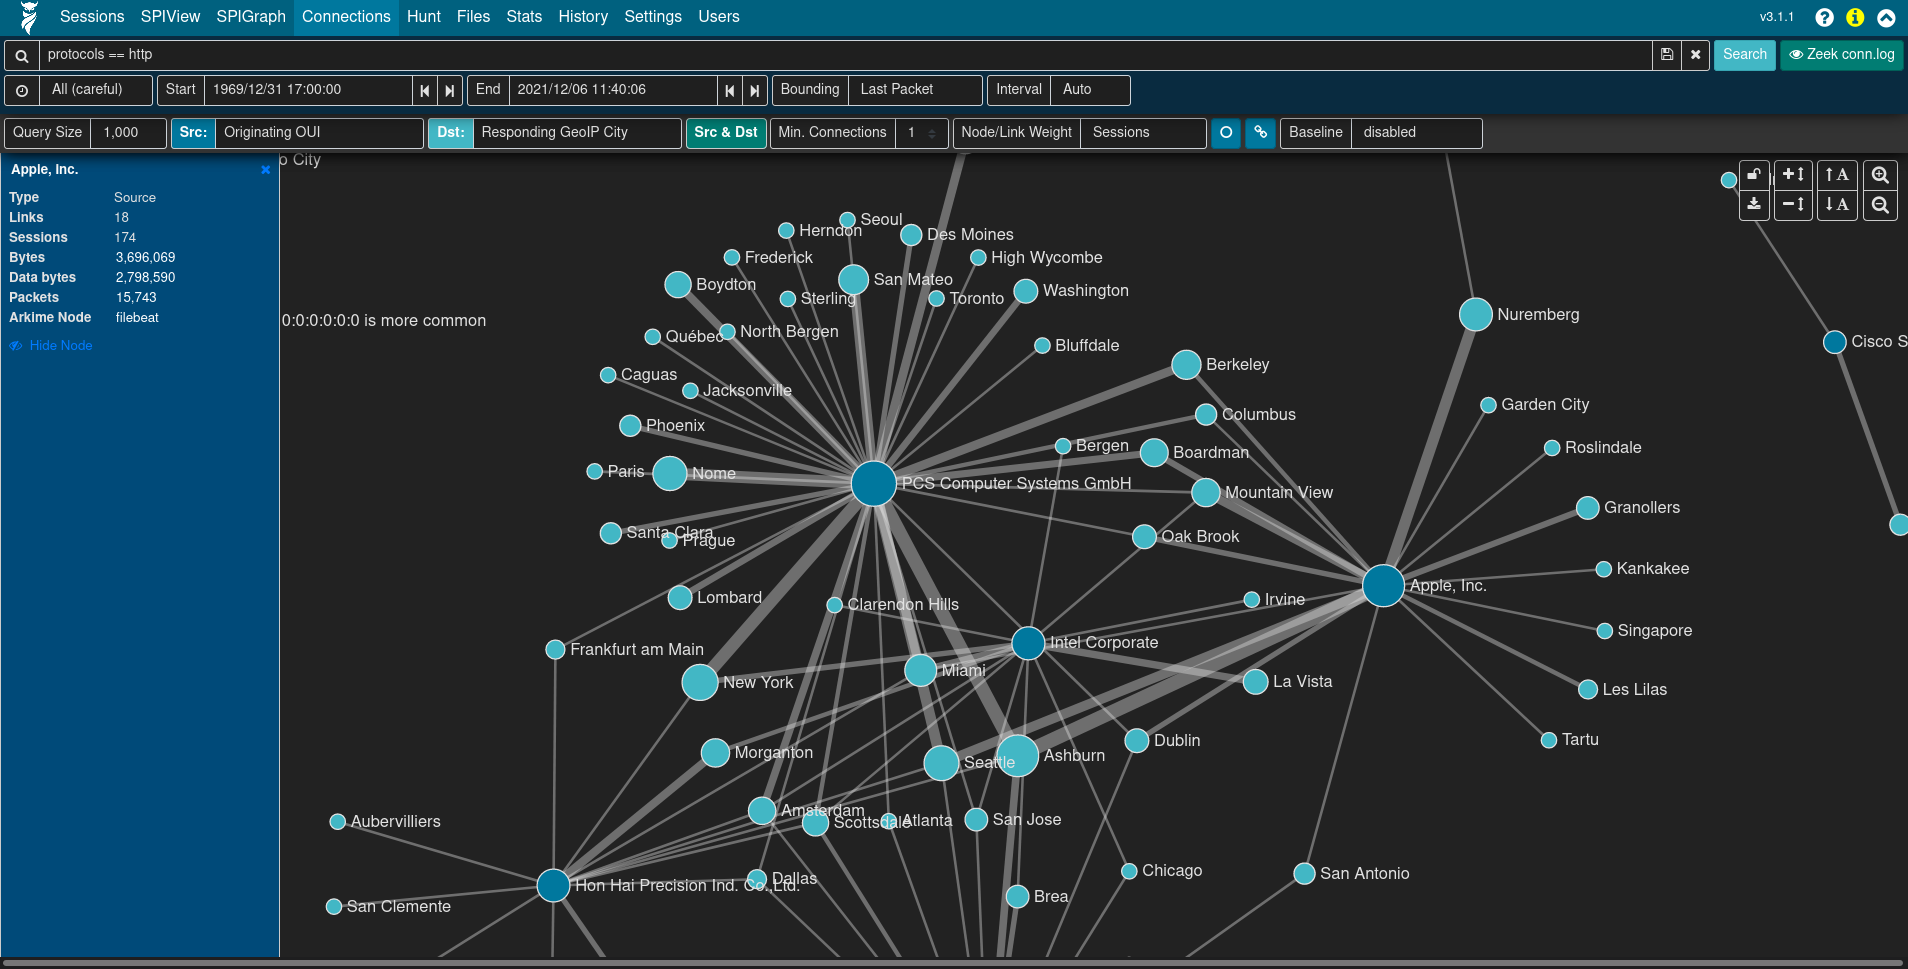 Sessions SPIView SPIGraph Connections Hunt Files Stats History Settings Users v3.1.1
protocols == http Search Zeek conn.log
All (careful) Start 1969/12/31 17:00:00 End 2021/12/06 11:40:06 Bounding Last Packet Interval Auto
Query Size 1,000 Src: Originating OUI Dst: Responding GeoIP City Src & Dst Min. Connections 1 Node/Link Weight Sessions Baseline disabled
Apple, Inc.
Type Source
Links 18
Sessions 174
Bytes 3,696,069
Data bytes 2,798,590
Packets 15,743
Arkime Node filebeat
Hide Node
o City
0:0:0:0:0:0 is more common
Seoul
Herndon
Des Moines
Frederick
High Wycombe
Boydton
San Mateo
Sterling
Toronto
Washington
Québec
North Bergen
Bluffdale
Nuremberg
Cisco S
Berkeley
Caguas
Jacksonville
Garden City
Columbus
Phoenix
Bergen
Boardman
Roslindale
Paris
Nome
PCS Computer Systems GmbH
Mountain View
Granollers
Santa Clara
Prague
Oak Brook
Kankakee
Apple, Inc.
Lombard
Clarendon Hills
Irvine
Singapore
Frankfurt am Main
Intel Corporate
New York
Miami
La Vista
Les Lilas
Morganton
Seattle
Ashburn
Dublin
Tartu
Amsterdam
Scottsdale
Atlanta
San Jose
Aubervilliers
Chicago
San Antonio
Dallas
Hon Hai Precision Ind. Co.,Ltd.
Brea
San Clemente